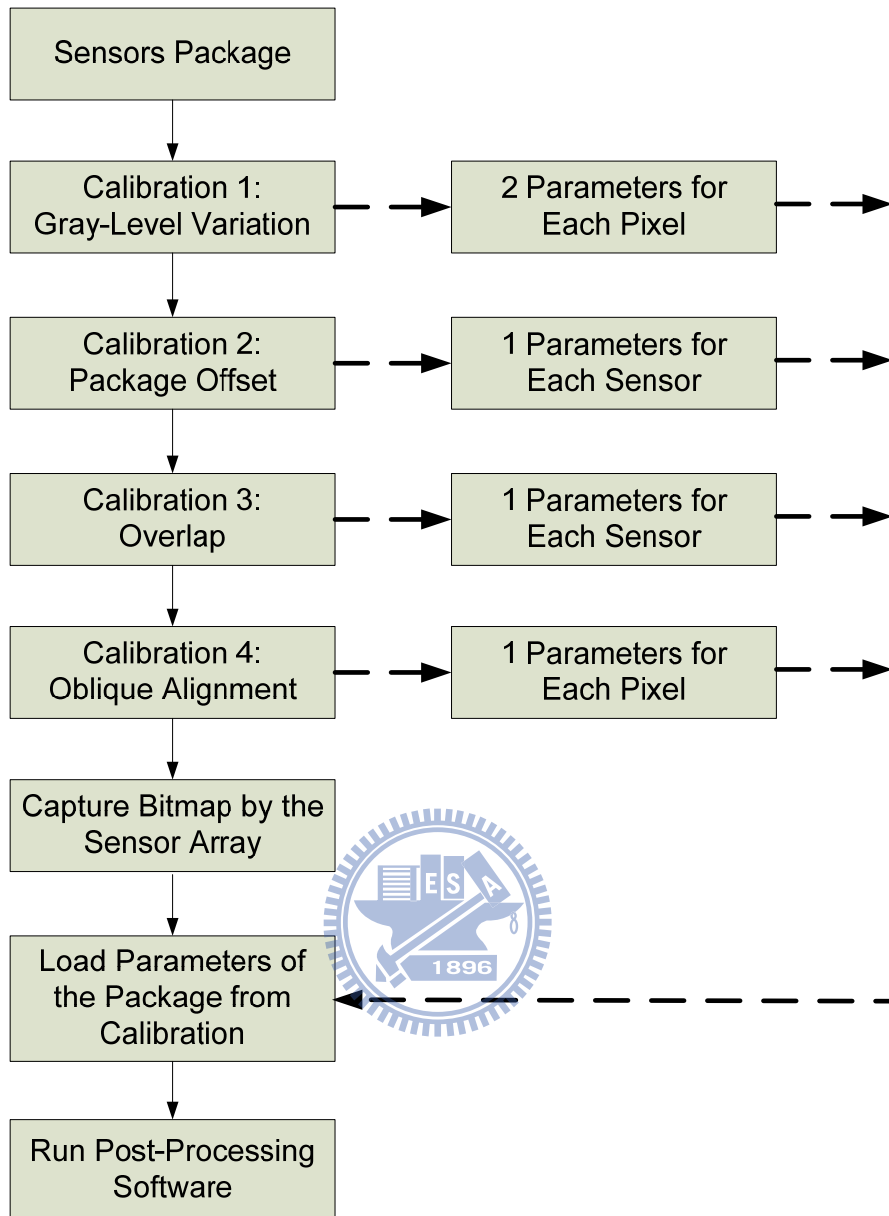 Sensors Package
Calibration 1:
Gray-Level Variation
2 Parameters for
Each Pixel
Calibration 2:
Package Offset
1 Parameters for
Each Sensor
Calibration 3:
Overlap
1 Parameters for
Each Sensor
Calibration 4:
Oblique Alignment
1 Parameters for
Each Pixel
Capture Bitmap by the
Sensor Array
E S A
1896
Load Parameters of
the Package from
Calibration
Run Post-Processing
Software